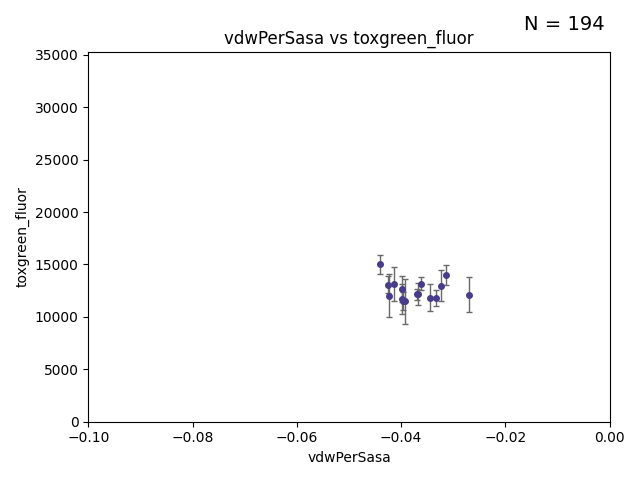 N = 194
vdwPerSasa vs toxgreen_fluor
35000
30000
25000
20000
15000
10000
5000
0
toxgreen_fluor
−0.10 −0.08 −0.06 −0.04 −0.02 0.00
vdwPerSasa